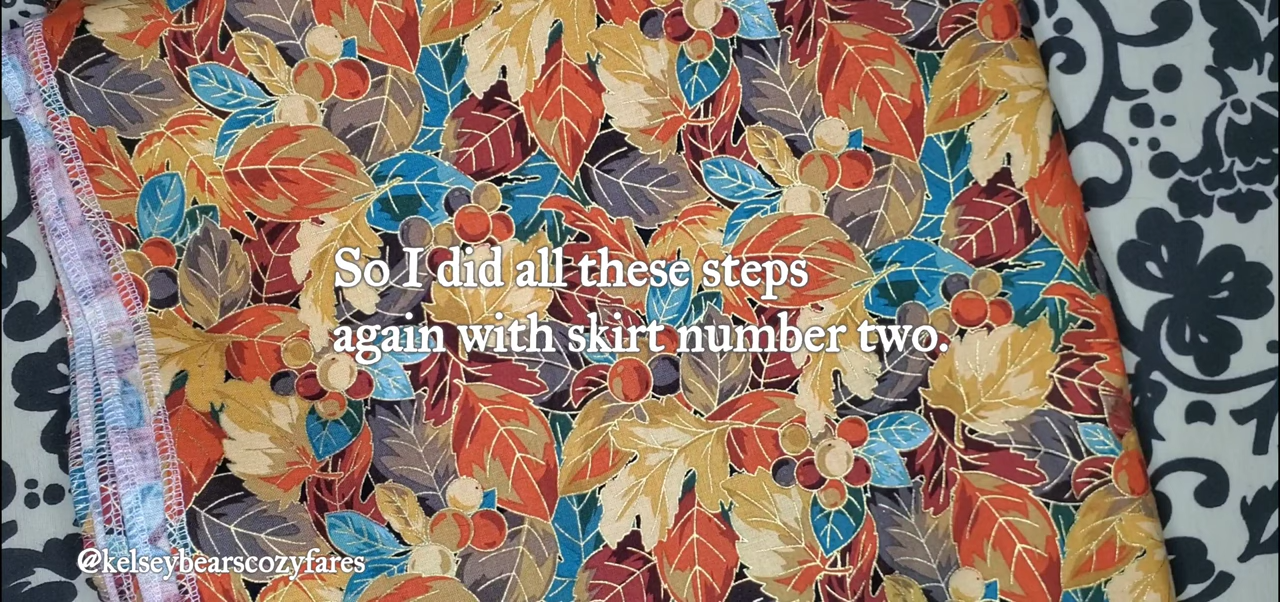 So I did all these steps
again with skirt number two.
@kelseybearscozyfares